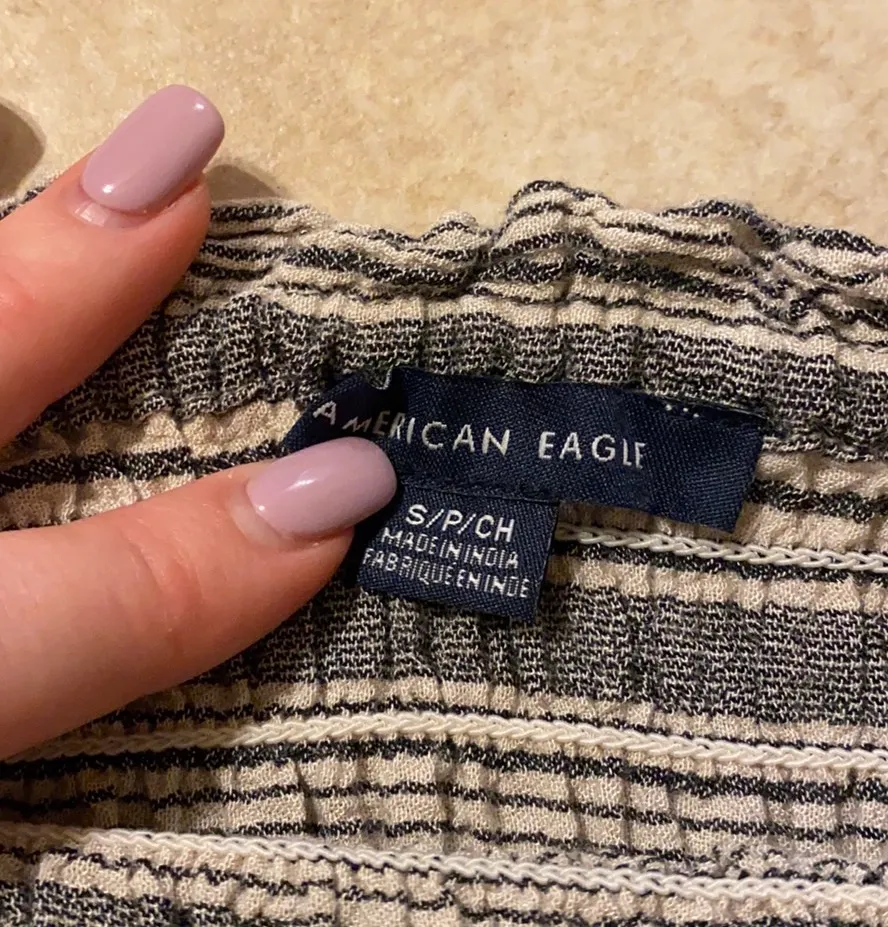 AMERICAN EAGLE
S/P/CH
MADE IN INDIA
FABRIQUE EN INDE